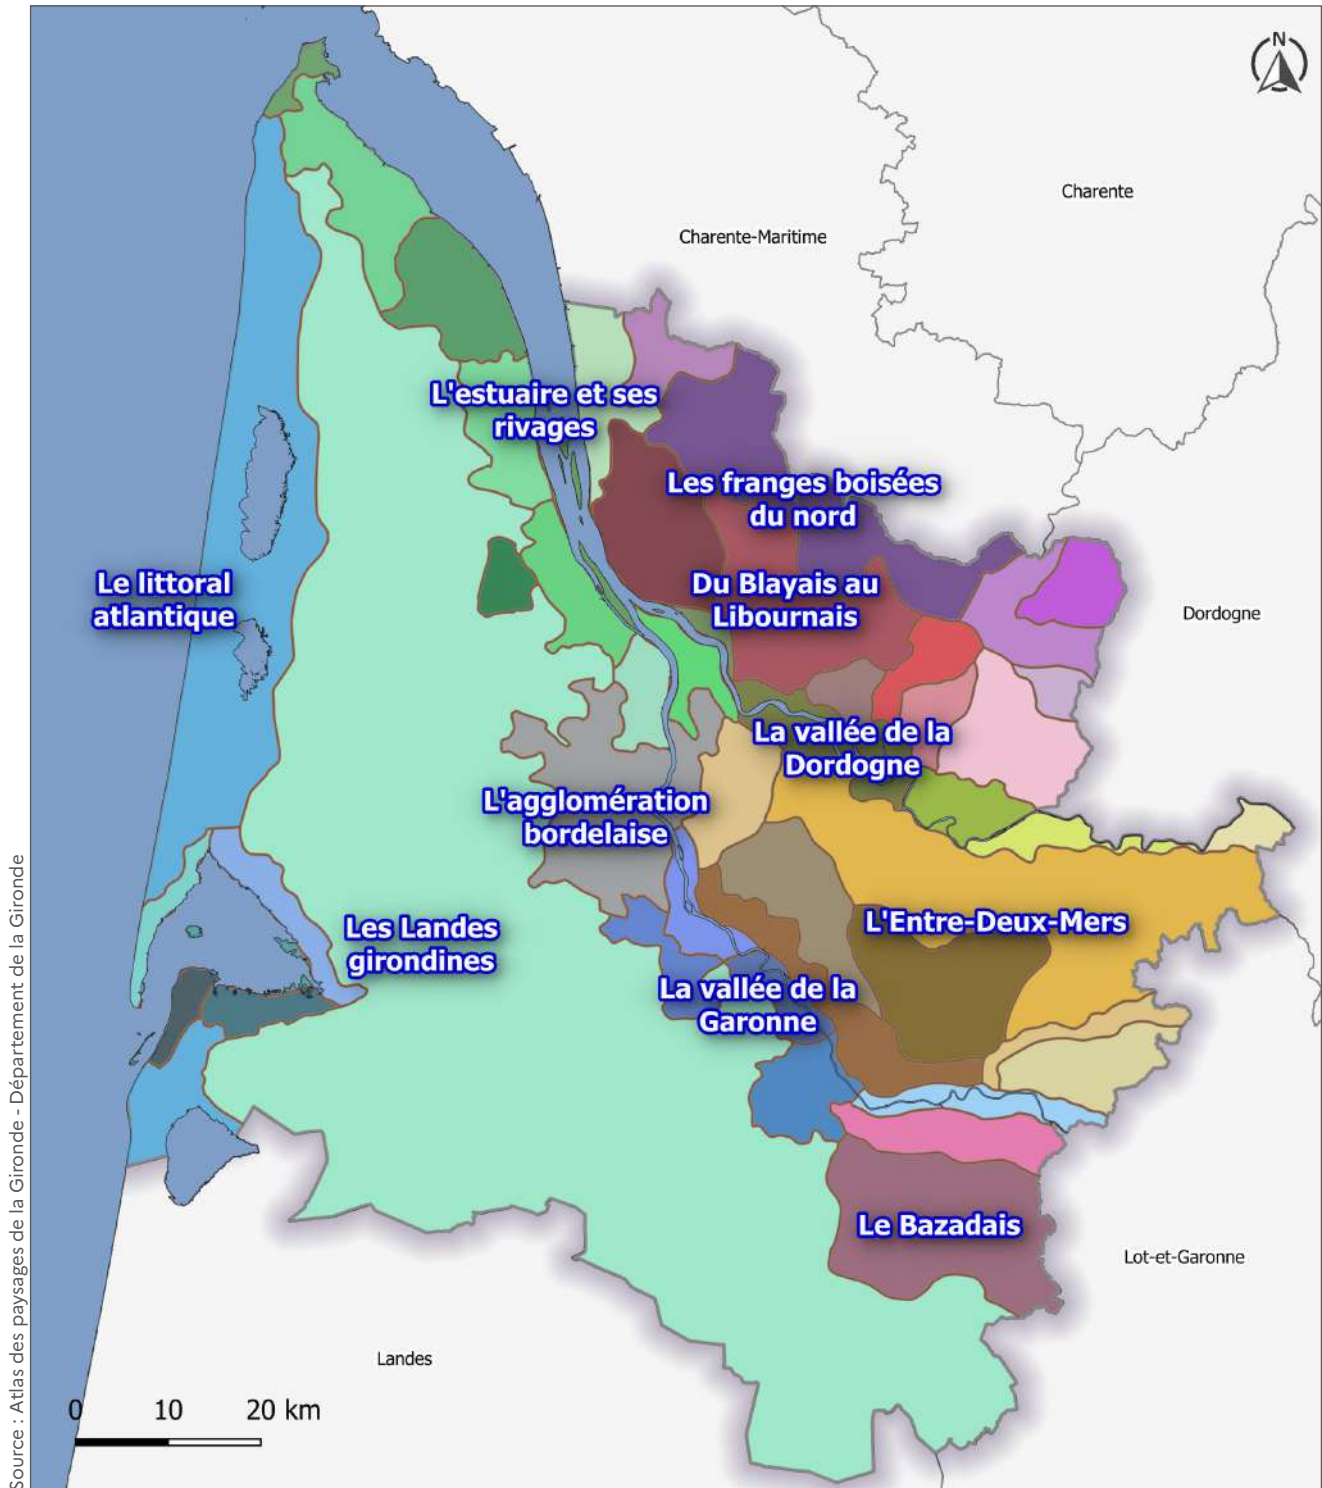 N
Charente
Charente-Maritime
L'estuaire et ses
rivages
Les franges boisées
du nord
Le littoral
atlantique
Du Blayais au
Libournais
Dordogne
La vallée de la
Dordogne
L'agglomération
bordelaise
L'Entre-Deux-Mers
Les Landes
girondines
La vallée de la
Garonne
Le Bazadais
Lot-et-Garonne
Landes
0 10 20 km
Source : Atlas des paysages de la Gironde - Département de la Gironde